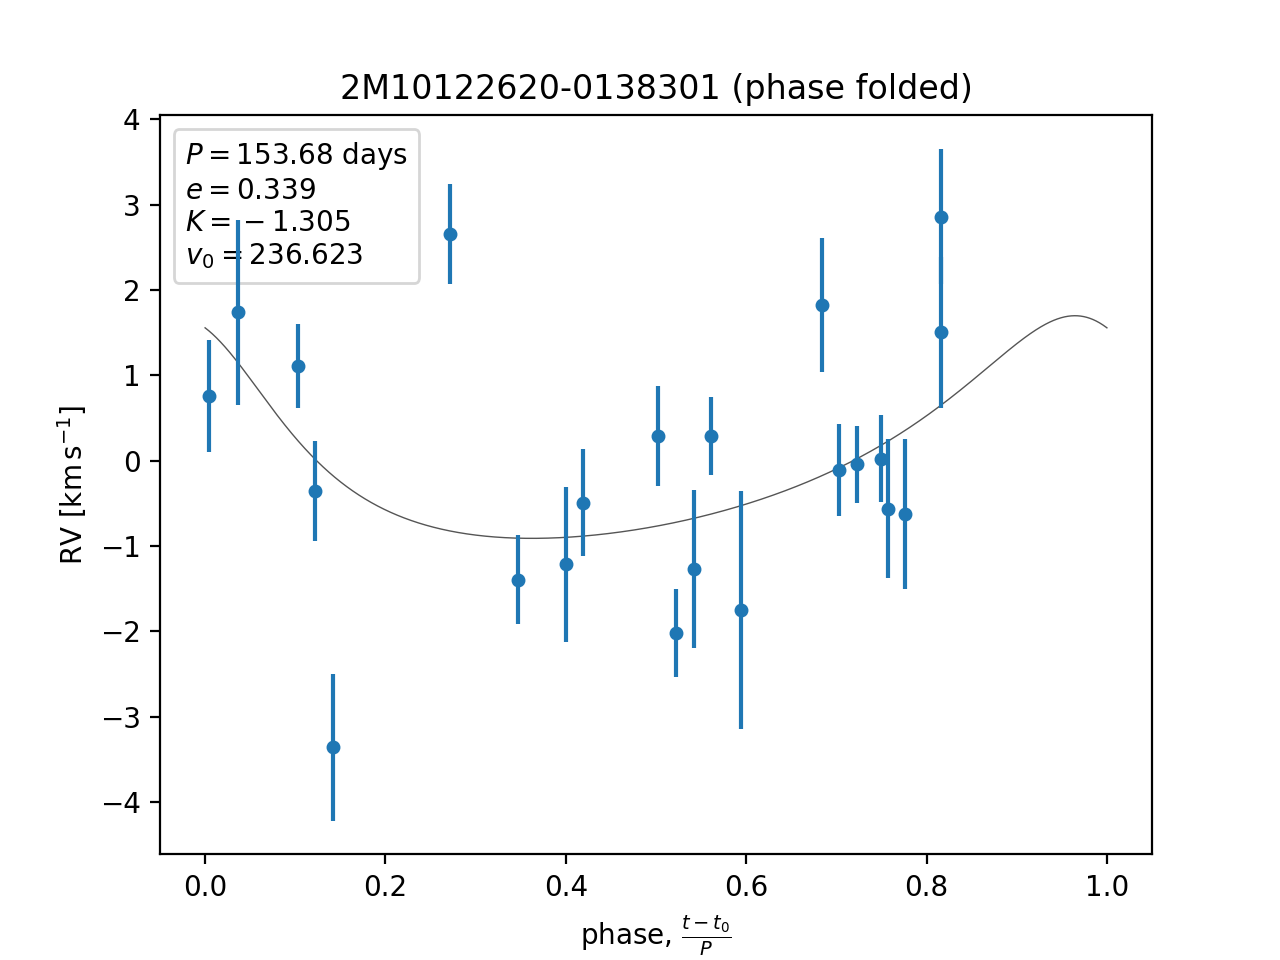 2M10122620-0138301 (phase folded)
P = 153.68 days
e = 0.339
K = −1.305
v₀ = 236.623
4
3
2
1
0
−1
−2
−3
−4
RV [km s⁻¹]
0.0 0.2 0.4 0.6 0.8 1.0
phase, (t − t₀)/P